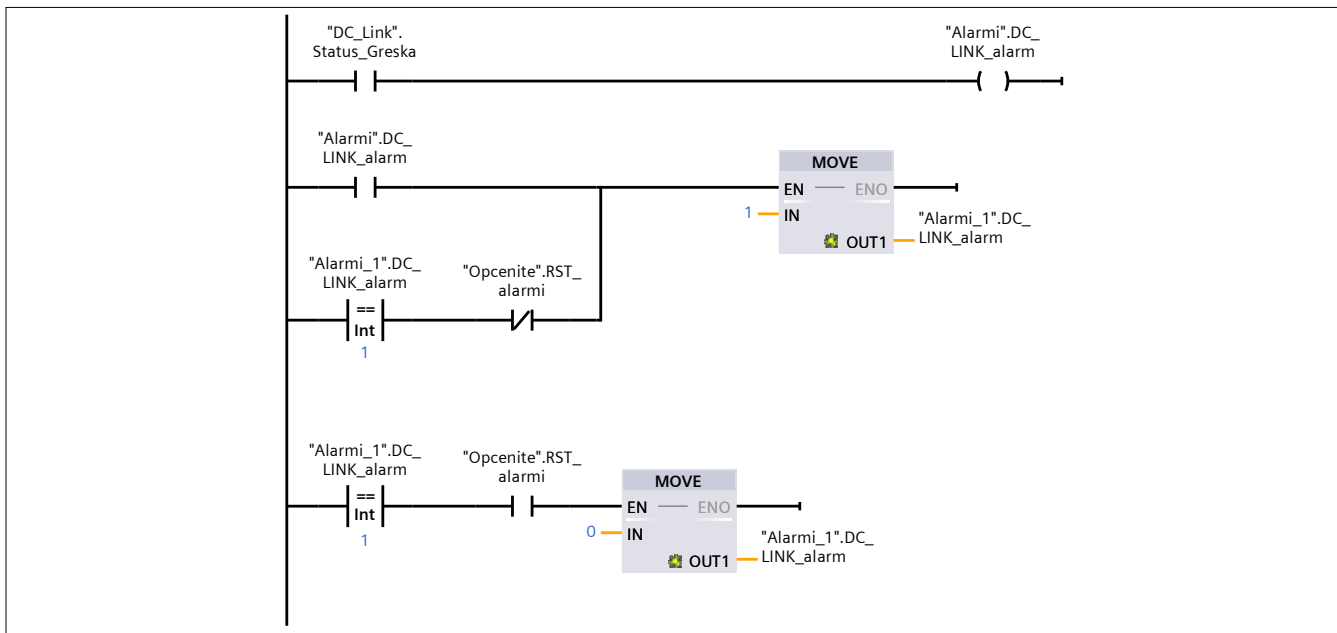 "DC_Link".
Status_Greska
"Alarmi".DC_
LINK_alarm
"Alarmi".DC_
LINK_alarm
MOVE
EN
ENO
1
IN
OUT1
"Alarmi_1".DC_
LINK_alarm
"Alarmi_1".DC_
LINK_alarm
==
Int
1
"Opcenite".RST_
alarmi
"Alarmi_1".DC_
LINK_alarm
==
Int
1
"Opcenite".RST_
alarmi
MOVE
EN
ENO
0
IN
OUT1
"Alarmi_1".DC_
LINK_alarm